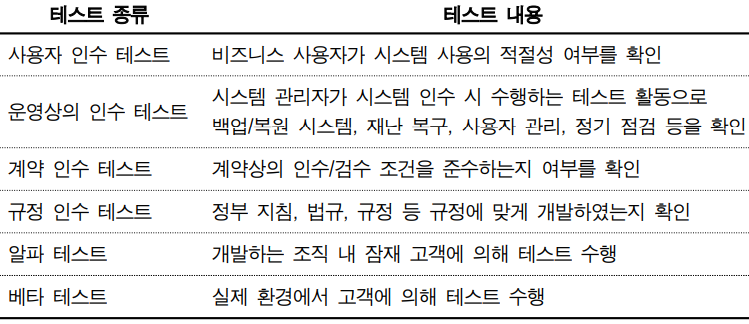 테스트 종류 테스트 내용
사용자 인수 테스트 비즈니스 사용자가 시스템 사용의 적절성 여부를 확인
운영상의 인수 테스트 시스템 관리자가 시스템 인수 시 수행하는 테스트 활동으로
백업/복원 시스템, 재난 복구, 사용자 관리, 정기 점검 등을 확인
계약 인수 테스트 계약상의 인수/검수 조건을 준수하는지 여부를 확인
규정 인수 테스트 정부 지침, 법규, 규정 등 규정에 맞게 개발하였는지 확인
알파 테스트 개발하는 조직 내 잠재 고객에 의해 테스트 수행
베타 테스트 실제 환경에서 고객에 의해 테스트 수행